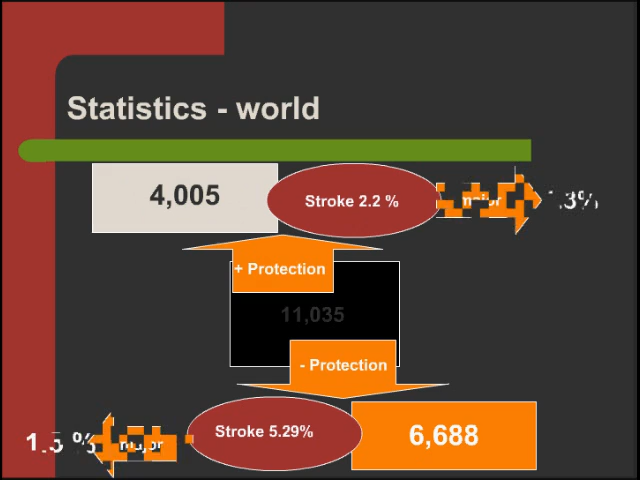 Statistics - world
4,005
Stroke 2.2 %
+ Protection
11,035
- Protection
Stroke 5.29%
6,688